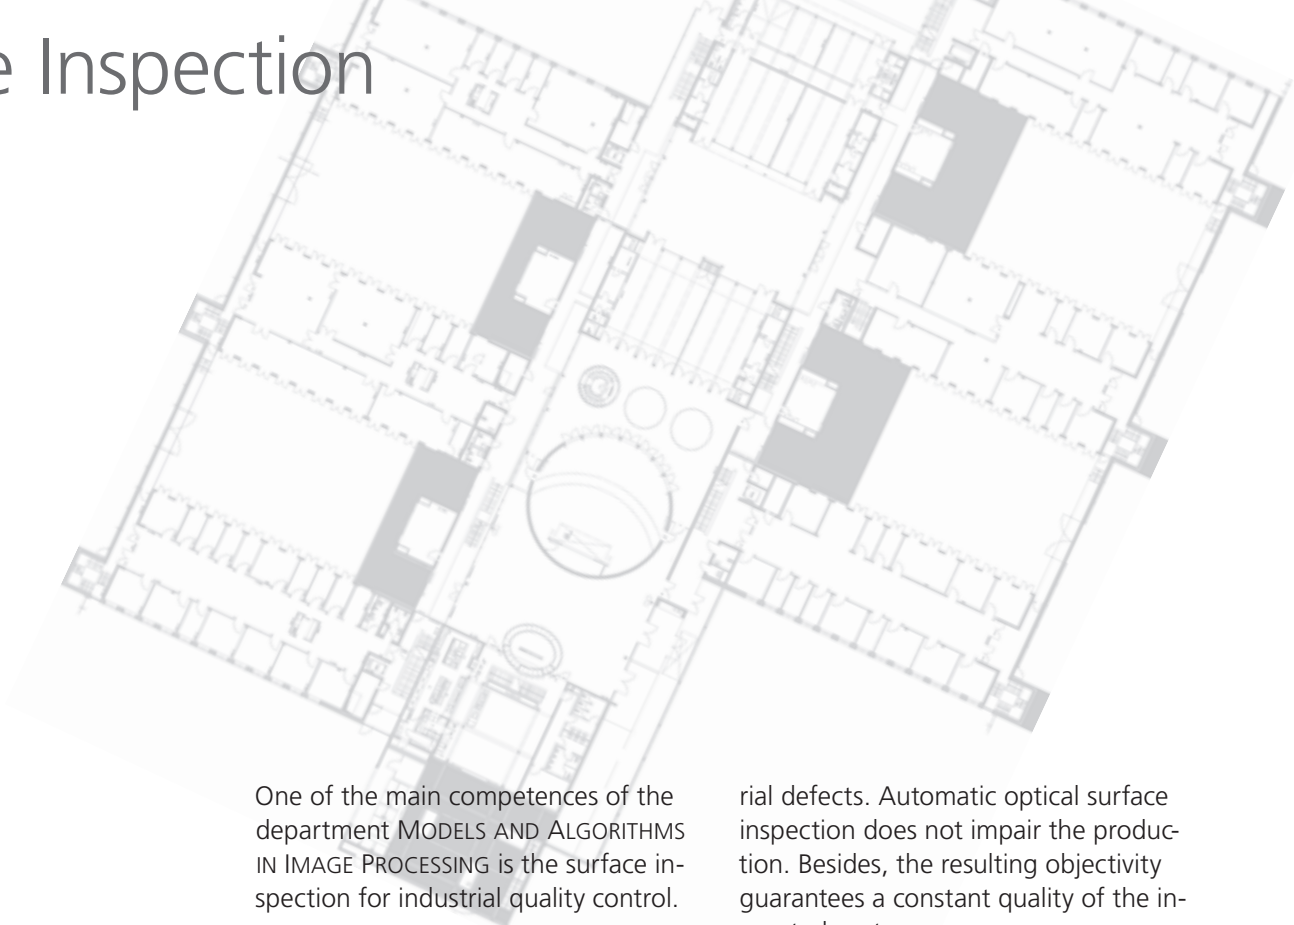 e Inspection
One of the main competences of the
department MODELS AND ALGORITHMS
IN IMAGE PROCESSING is the surface in-
spection for industrial quality control.
rial defects. Automatic optical surface
inspection does not impair the produc-
tion. Besides, the resulting objectivity
guarantees a constant quality of the in-